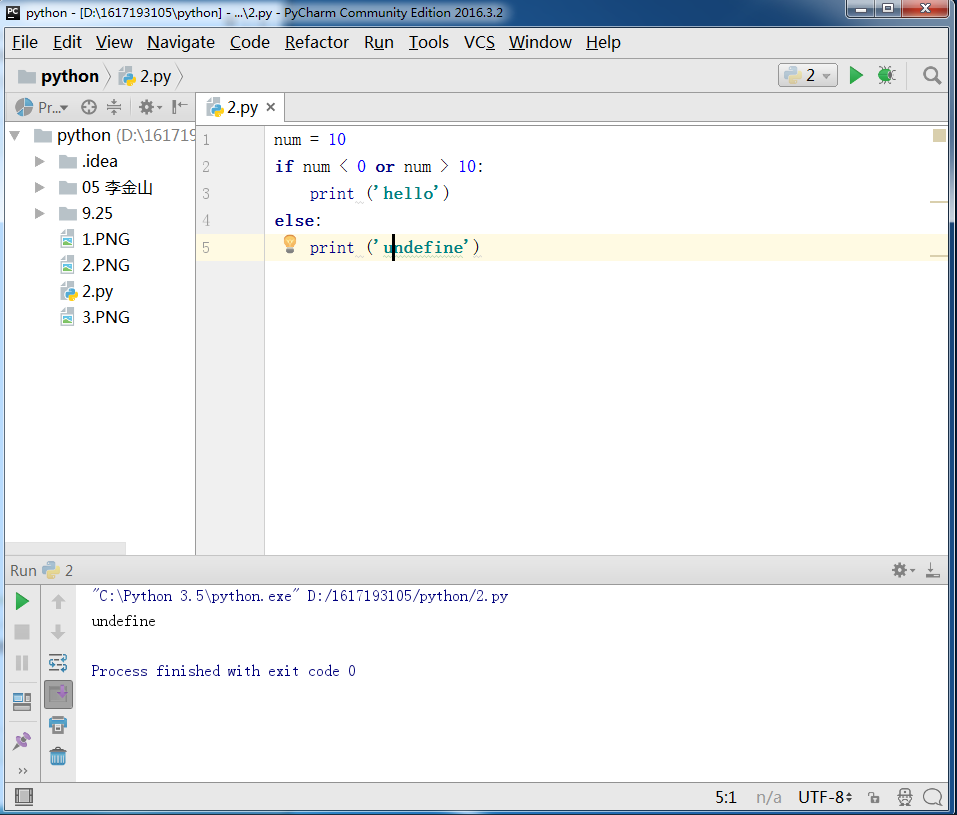 python - [D:\1617193105\python] - ...\2.py - PyCharm Community Edition 2016.3.2
File Edit View Navigate Code Refactor Run Tools VCS Window Help
python 2.py 2
Pr... 2.py
python (D:\16171
.idea
05 李金山
9.25
1.PNG
2.PNG
2.py
3.PNG
1 num = 10
2 if num < 0 or num > 10:
3 print ('hello')
4 else:
5 print ('undefine')
Run 2
"C:\Python 3.5\python.exe" D:/1617193105/python/2.py
undefine
Process finished with exit code 0
5:1 n/a UTF-8